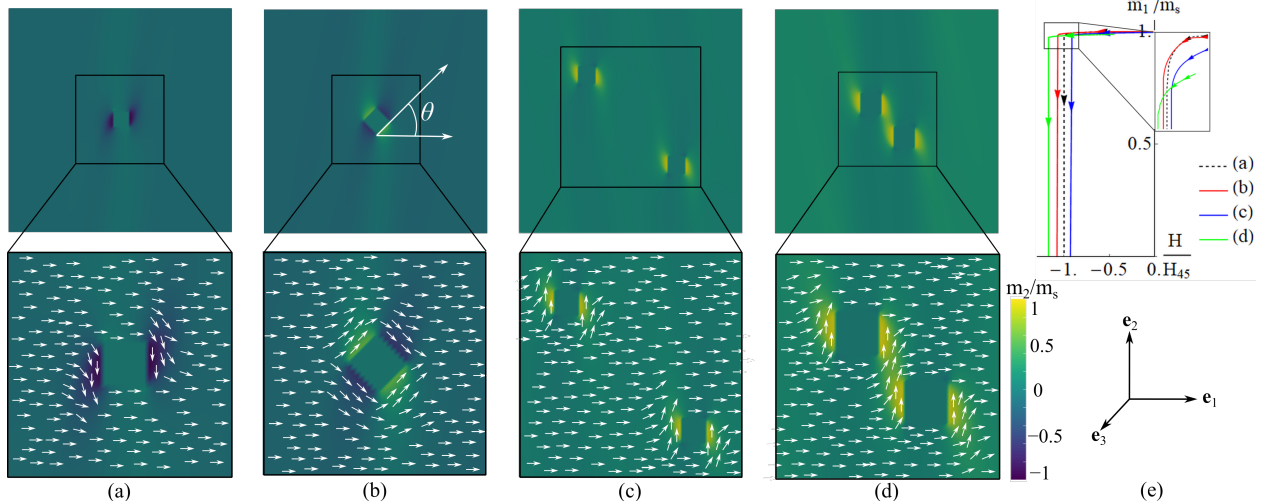 θ
m₁/mₛ
1.
0.5
(a)
(b)
(c)
(d)
H
−1. −0.5 0. H₄₅
m₂/mₛ
1
0.5
0
−0.5
−1
e₂
e₁
e₃
(a) (b) (c) (d) (e)